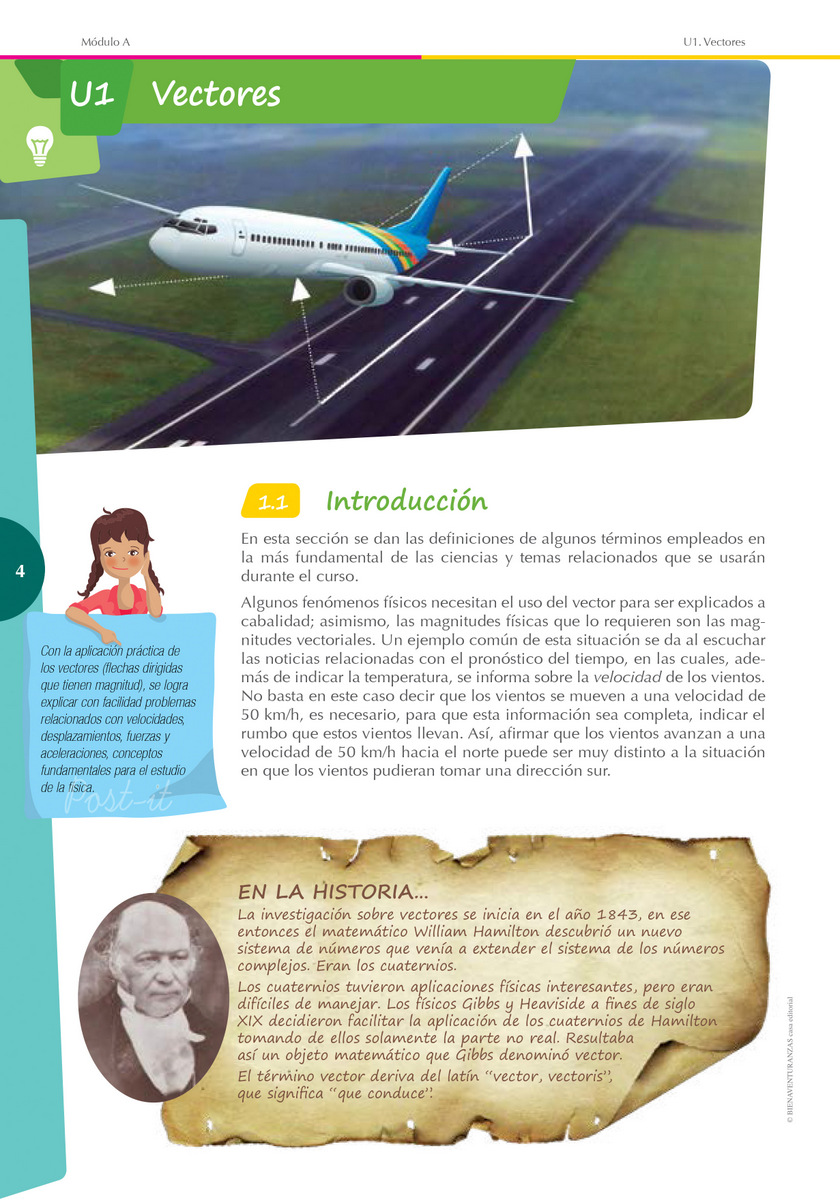 Módulo A
U1. Vectores
U1 Vectores
1.1 Introducción
En esta sección se dan las definiciones de algunos términos empleados en
la más fundamental de las ciencias y temas relacionados que se usarán
durante el curso.
Algunos fenómenos físicos necesitan el uso del vector para ser explicados a
cabalidad; asimismo, las magnitudes físicas que lo requieren son las mag-
nitudes vectoriales. Un ejemplo común de esta situación se da al escuchar
las noticias relacionadas con el pronóstico del tiempo, en las cuales, ade-
más de indicar la temperatura, se informa sobre la velocidad de los vientos.
No basta en este caso decir que los vientos se mueven a una velocidad de
50 km/h, es necesario, para que esta información sea completa, indicar el
rumbo que estos vientos llevan. Así, afirmar que los vientos avanzan a una
velocidad de 50 km/h hacia el norte puede ser muy distinto a la situación
en que los vientos pudieran tomar una dirección sur.
4
Con la aplicación práctica de
los vectores (flechas dirigidas
que tienen magnitud), se logra
explicar con facilidad problemas
relacionados con velocidades,
desplazamientos, fuerzas y
aceleraciones, conceptos
fundamentales para el estudio
de la física.
Post-it
EN LA HISTORIA...
La investigación sobre vectores se inicia en el año 1843, en ese
entonces el matemático William Hamilton descubrió un nuevo
sistema de números que venía a extender el sistema de los números
complejos. Eran los cuaternios.
Los cuaternios tuvieron aplicaciones físicas interesantes, pero eran
difíciles de manejar. Los físicos Gibbs y Heaviside a fines de siglo
XIX decidieron facilitar la aplicación de los cuaternios de Hamilton
tomando de ellos solamente la parte no real. Resultaba
así un objeto matemático que Gibbs denominó vector.
El término vector deriva del latín "vector, vectoris",
que significa "que conduce".
© BIENAVENTURANZAS casa editorial